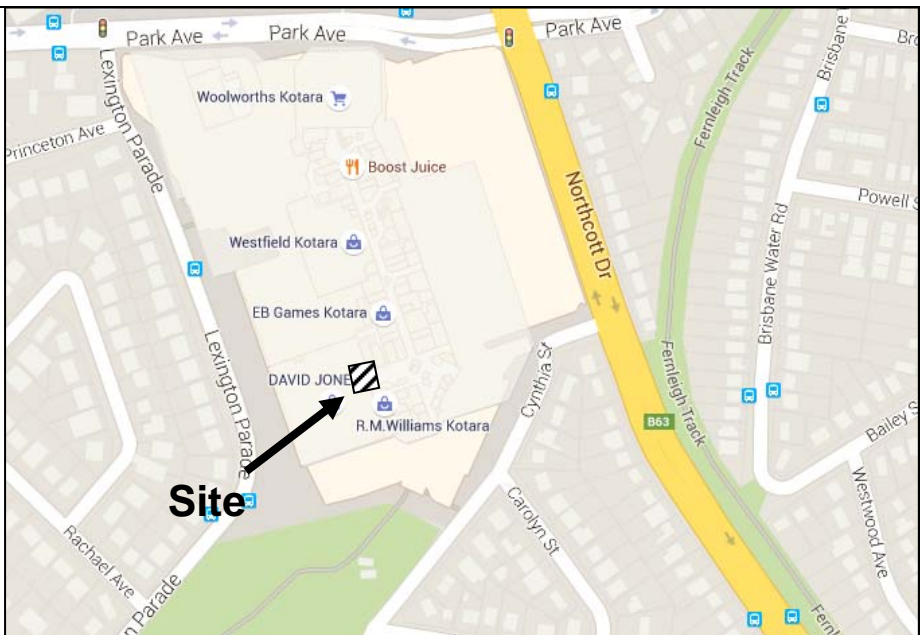 Park Ave
Park Ave
Park Ave
Brisbane
Lexington Parade
Woolworths Kotara
Fernleigh Track
Princeton Ave
Boost Juice
Northcott Dr
Powell S
Westfield Kotara
Brisbane Water Rd
EB Games Kotara
Lexington Parade
DAVID JONE
Cynthia St
Fernleigh Track
R.M.Williams Kotara
B63
Bailey S
Site
Carolyn St
Westwood Ave
Rachael Ave
n Parade
Fern